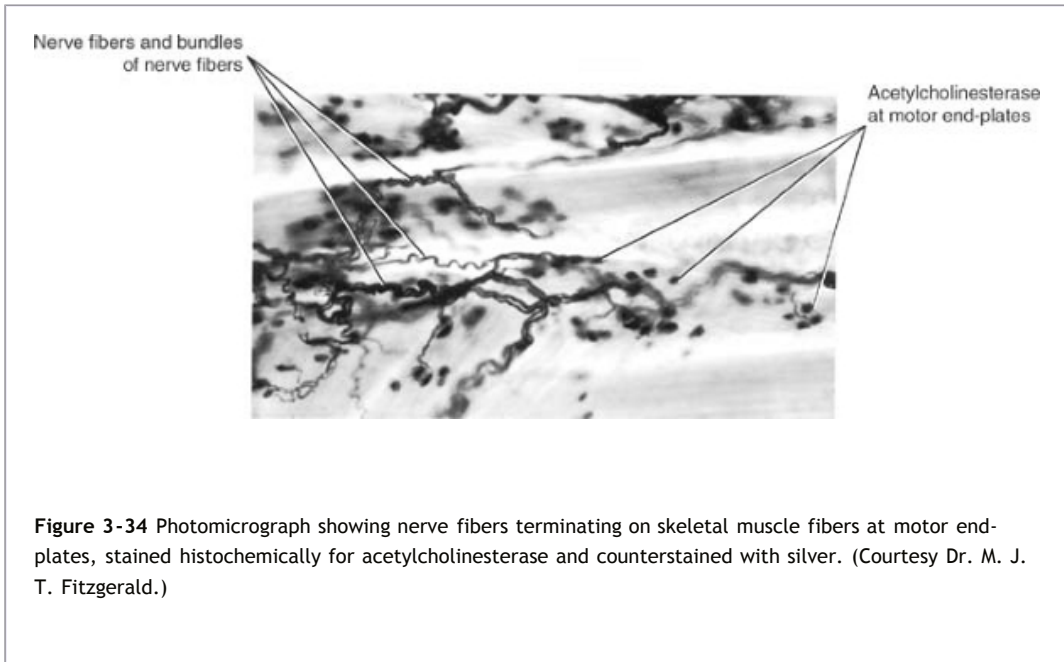 Nerve fibers and bundles
of nerve fibers
Acetylcholinesterase
at motor end-plates
Figure 3-34 Photomicrograph showing nerve fibers terminating on skeletal muscle fibers at motor end-
plates, stained histochemically for acetylcholinesterase and counterstained with silver. (Courtesy Dr. M. J.
T. Fitzgerald.)